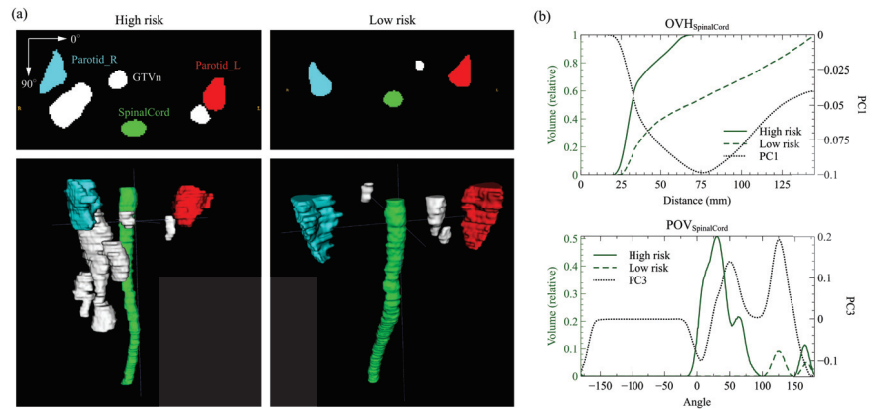 (a)
High risk
Low risk
0°
90°
Parotid_R
GTVn
Parotid_L
SpinalCord
R
L
R
L
(b)
OVH SpinalCord
Volume (relative)
1
0.8
0.6
0.4
0.2
0
0
-0.025
-0.05
-0.075
-0.1
PC1
High risk
Low risk
PC1
0 25 50 75 100 125
Distance (mm)
POV SpinalCord
Volume (relative)
0.5
0.4
0.3
0.2
0.1
0
0.2
0.1
0
-0.1
PC3
High risk
Low risk
PC3
-150 -100 -50 0 50 100 150
Angle